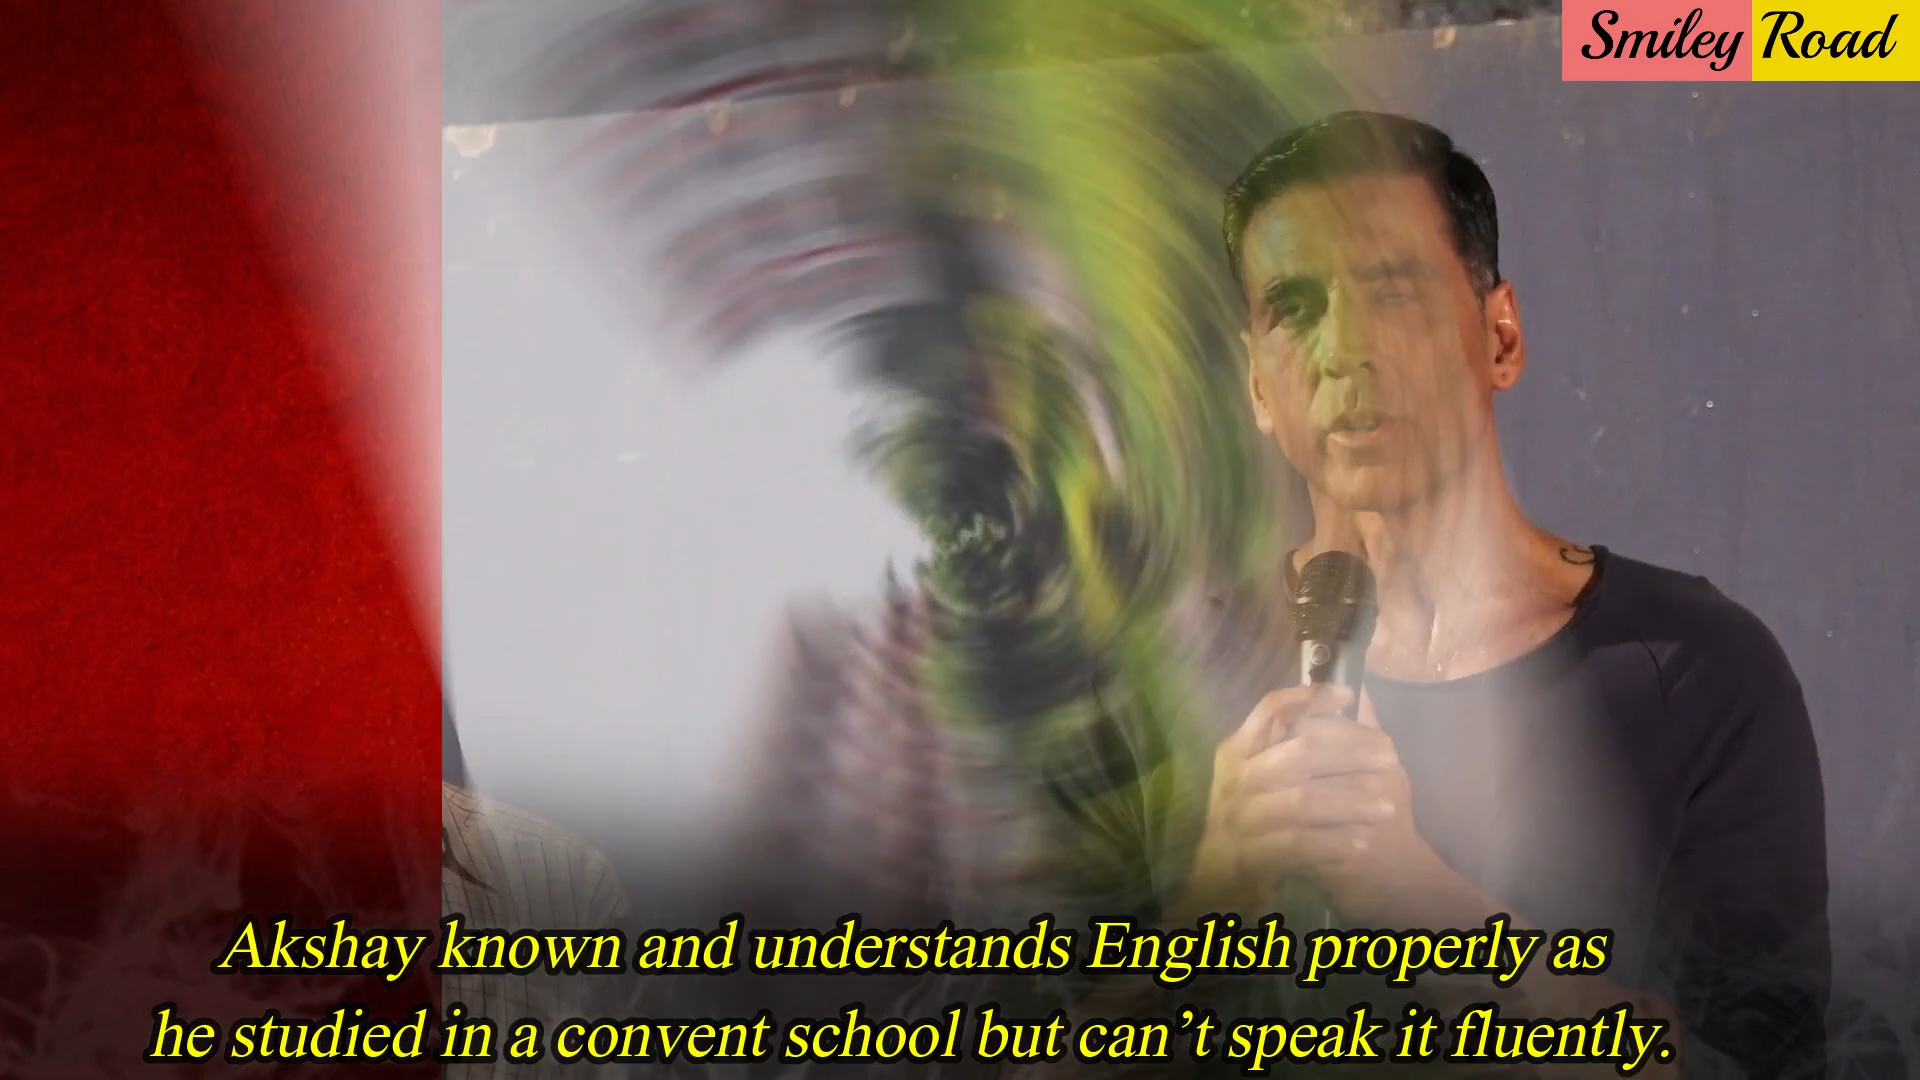 Smiley Road
Akshay known and understands English properly as
he studied in a convent school but can’t speak it fluently.